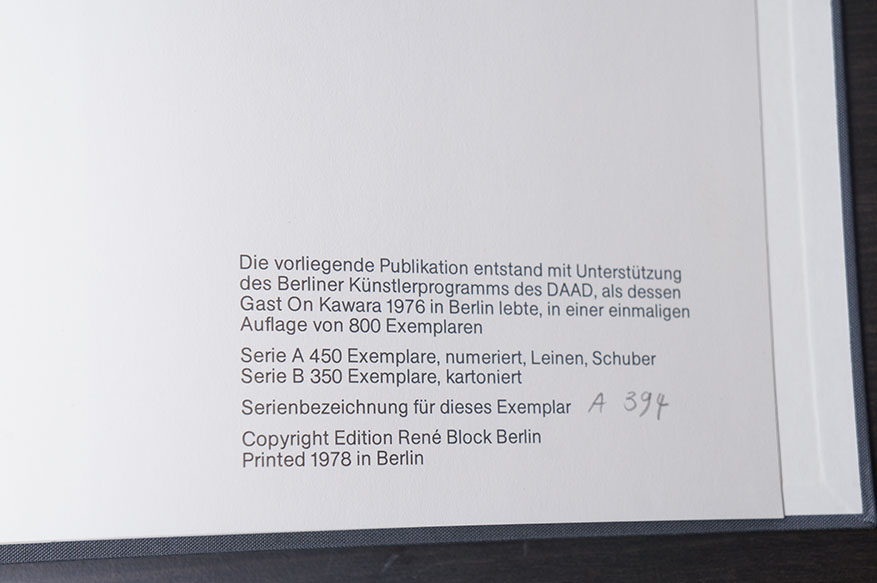 Die vorliegende Publikation entstand mit Unterstützung
des Berliner Künstlerprogramms des DAAD, als dessen
Gast On Kawara 1976 in Berlin lebte, in einer einmaligen
Auflage von 800 Exemplaren
Serie A 450 Exemplare, numeriert, Leinen, Schuber
Serie B 350 Exemplare, kartoniert
Serienbezeichnung für dieses Exemplar A 394
Copyright Edition René Block Berlin
Printed 1978 in Berlin